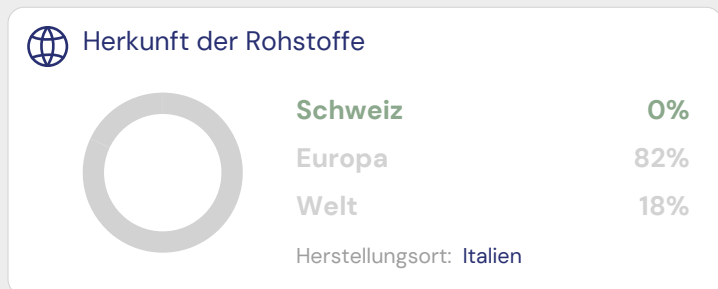 Herkunft der Rohstoffe
Schweiz 0%
Europa 82%
Welt 18%
Herstellungsort: Italien